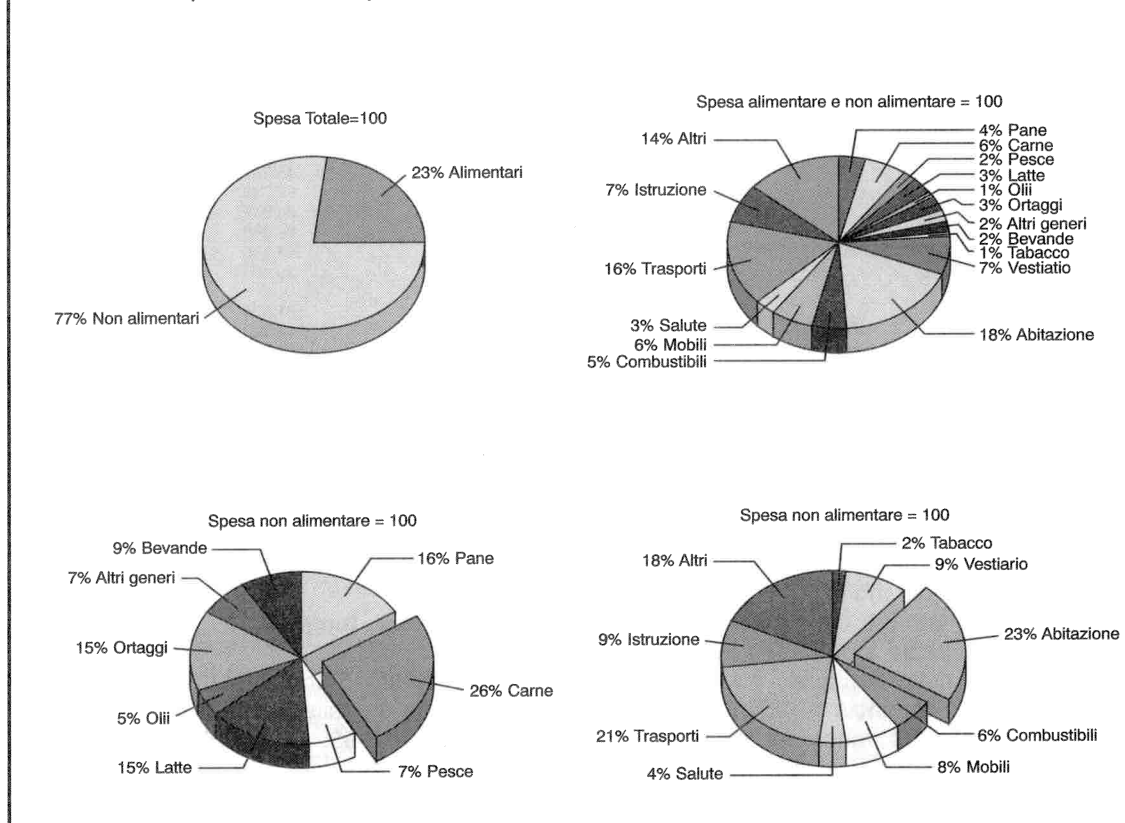 Spesa Totale=100
23% Alimentari
77% Non alimentari
Spesa alimentare e non alimentare = 100
14% Altri
4% Pane
6% Carne
2% Pesce
3% Latte
1% Olii
3% Ortaggi
2% Altri generi
2% Bevande
1% Tabacco
7% Vestiatio
18% Abitazione
5% Combustibili
6% Mobili
3% Salute
16% Trasporti
7% Istruzione
Spesa non alimentare = 100
9% Bevande
16% Pane
7% Altri generi
15% Ortaggi
26% Carne
5% Olii
15% Latte
7% Pesce
Spesa non alimentare = 100
2% Tabacco
18% Altri
9% Vestiario
9% Istruzione
23% Abitazione
21% Trasporti
6% Combustibili
4% Salute
8% Mobili